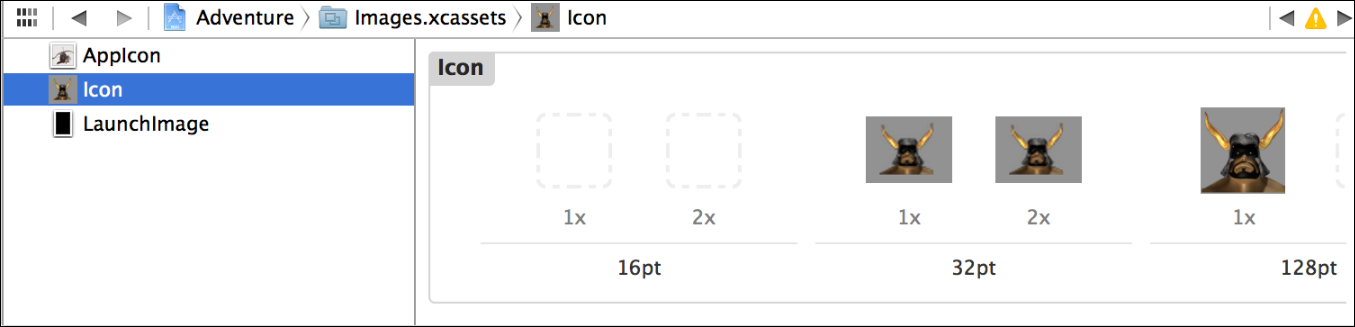 Adventure Images.xcassets Icon
AppIcon
Icon
LaunchImage
Icon
1x 2x 1x 2x 1x
16pt 32pt 128pt